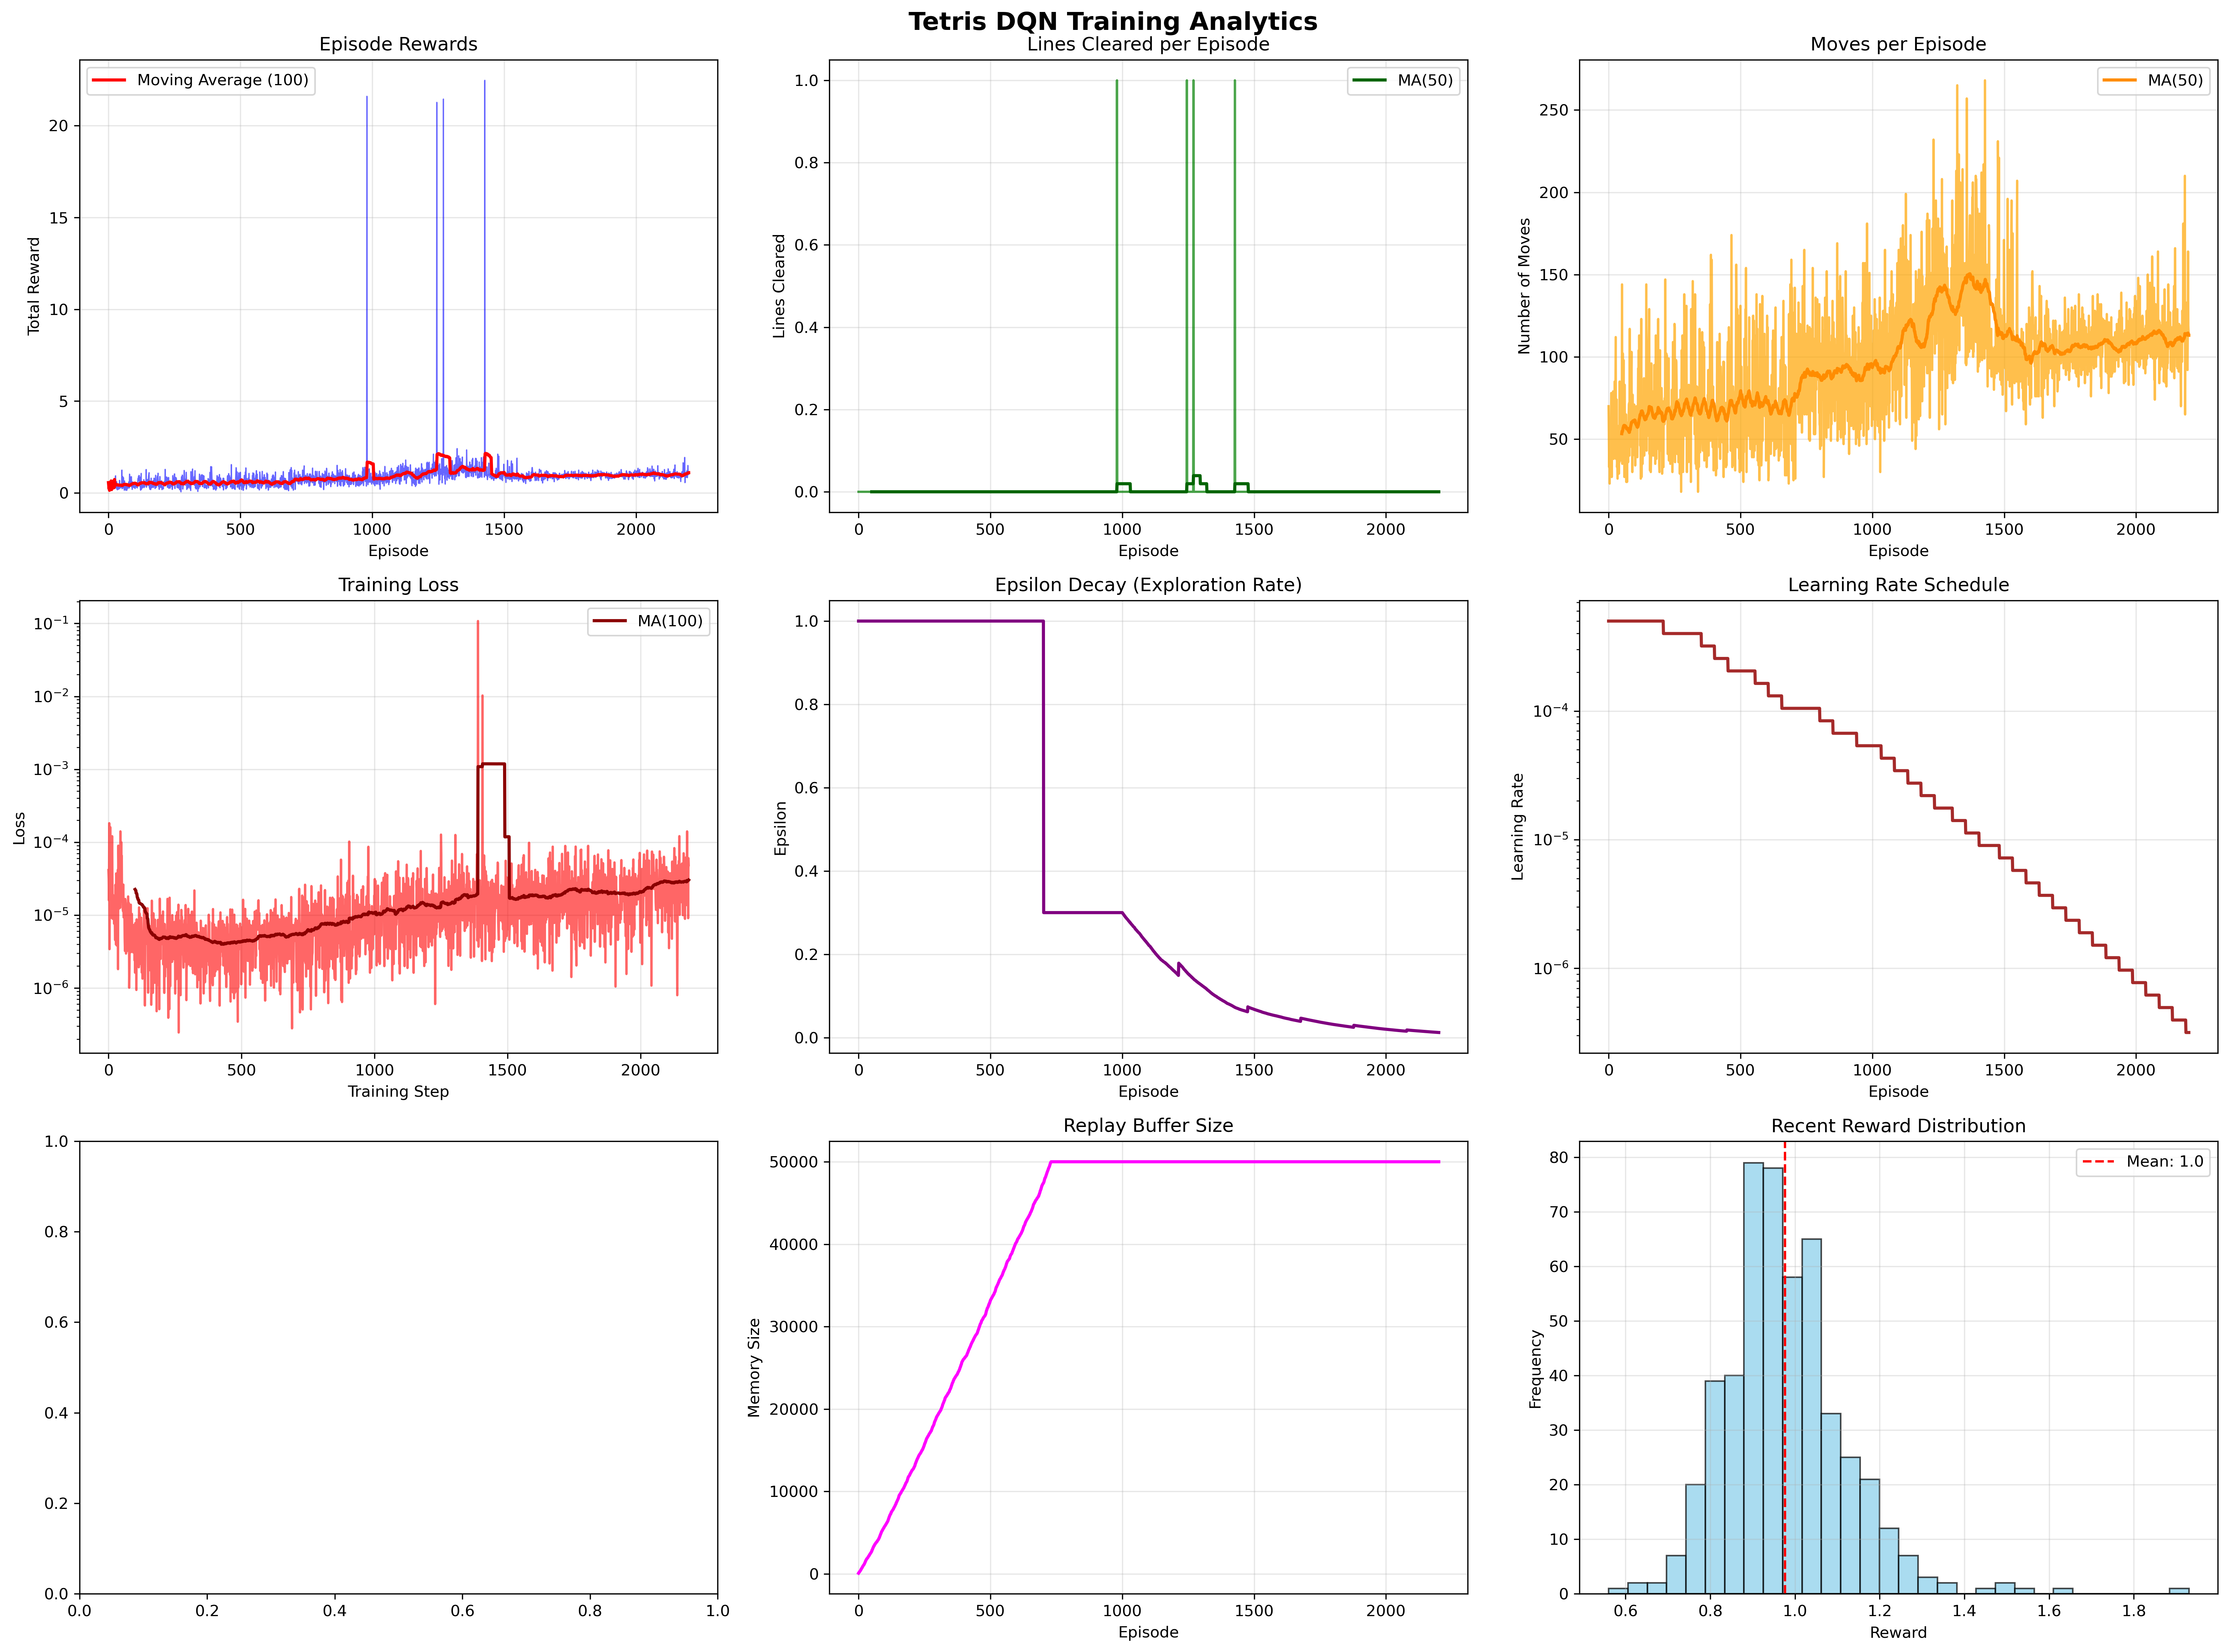 Tetris DQN Training Analytics
Episode Rewards
Moving Average (100)
20
15
10
5
0
0 500 1000 1500 2000
Total Reward
Episode
Lines Cleared per Episode
MA(50)
1.0
0.8
0.6
0.4
0.2
0.0
0 500 1000 1500 2000
Lines Cleared
Episode
Moves per Episode
MA(50)
250
200
150
100
50
0 500 1000 1500 2000
Number of Moves
Episode
Training Loss
MA(100)
10⁻¹
10⁻²
10⁻³
10⁻⁴
10⁻⁵
10⁻⁶
0 500 1000 1500 2000
Loss
Training Step
Epsilon Decay (Exploration Rate)
1.0
0.8
0.6
0.4
0.2
0.0
0 500 1000 1500 2000
Epsilon
Episode
Learning Rate Schedule
10⁻⁴
10⁻⁵
10⁻⁶
0 500 1000 1500 2000
Learning Rate
Episode
1.0
0.8
0.6
0.4
0.2
0.0
0.0 0.2 0.4 0.6 0.8 1.0
Replay Buffer Size
50000
40000
30000
20000
10000
0
0 500 1000 1500 2000
Memory Size
Episode
Recent Reward Distribution
Mean: 1.0
80
70
60
50
40
30
20
10
0
0.6 0.8 1.0 1.2 1.4 1.6 1.8
Frequency
Reward